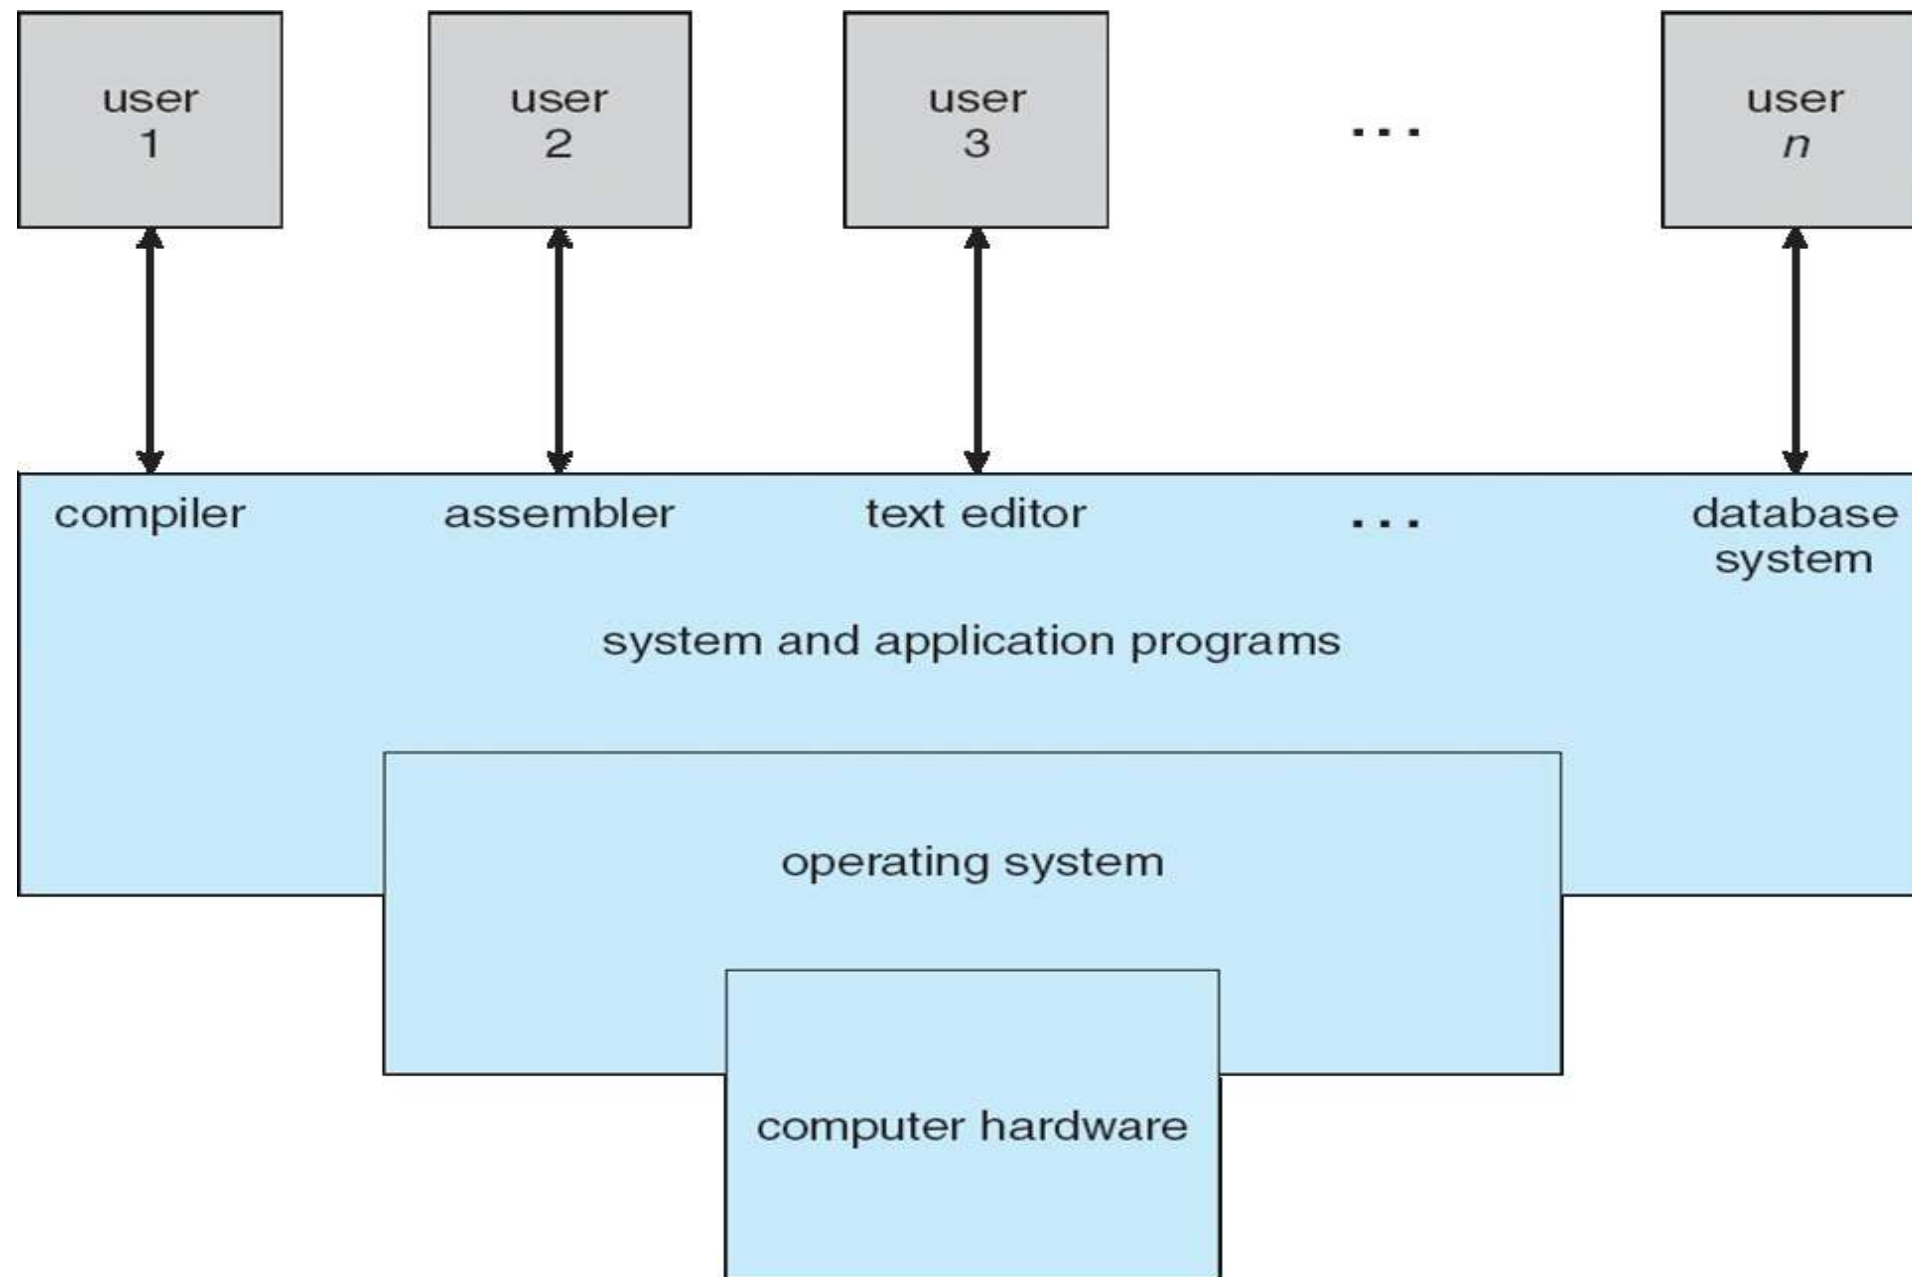 user
1
user
2
user
3
...
user
n
compiler
assembler
text editor
...
database
system
system and application programs
operating system
computer hardware